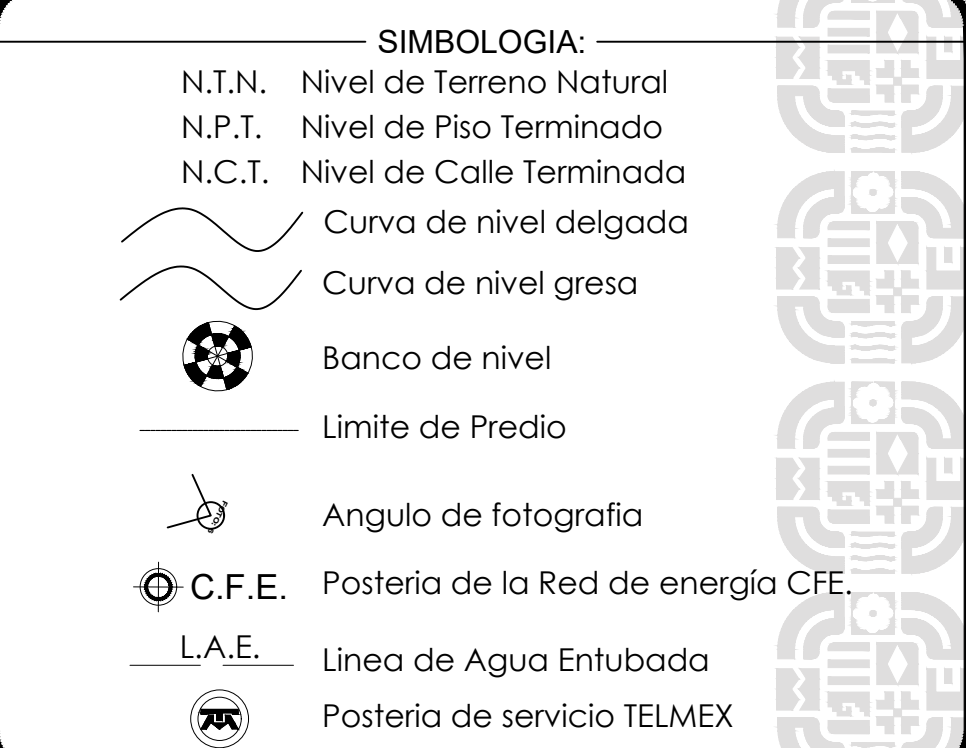 SIMBOLOGIA:
N.T.N. Nivel de Terreno Natural
N.P.T. Nivel de Piso Terminado
N.C.T. Nivel de Calle Terminada
Curva de nivel delgada
Curva de nivel gresa
Banco de nivel
Limite de Predio
Angulo de fotografia
C.F.E. Posteria de la Red de energía CFE.
L.A.E. Linea de Agua Entubada
Posteria de servicio TELMEX